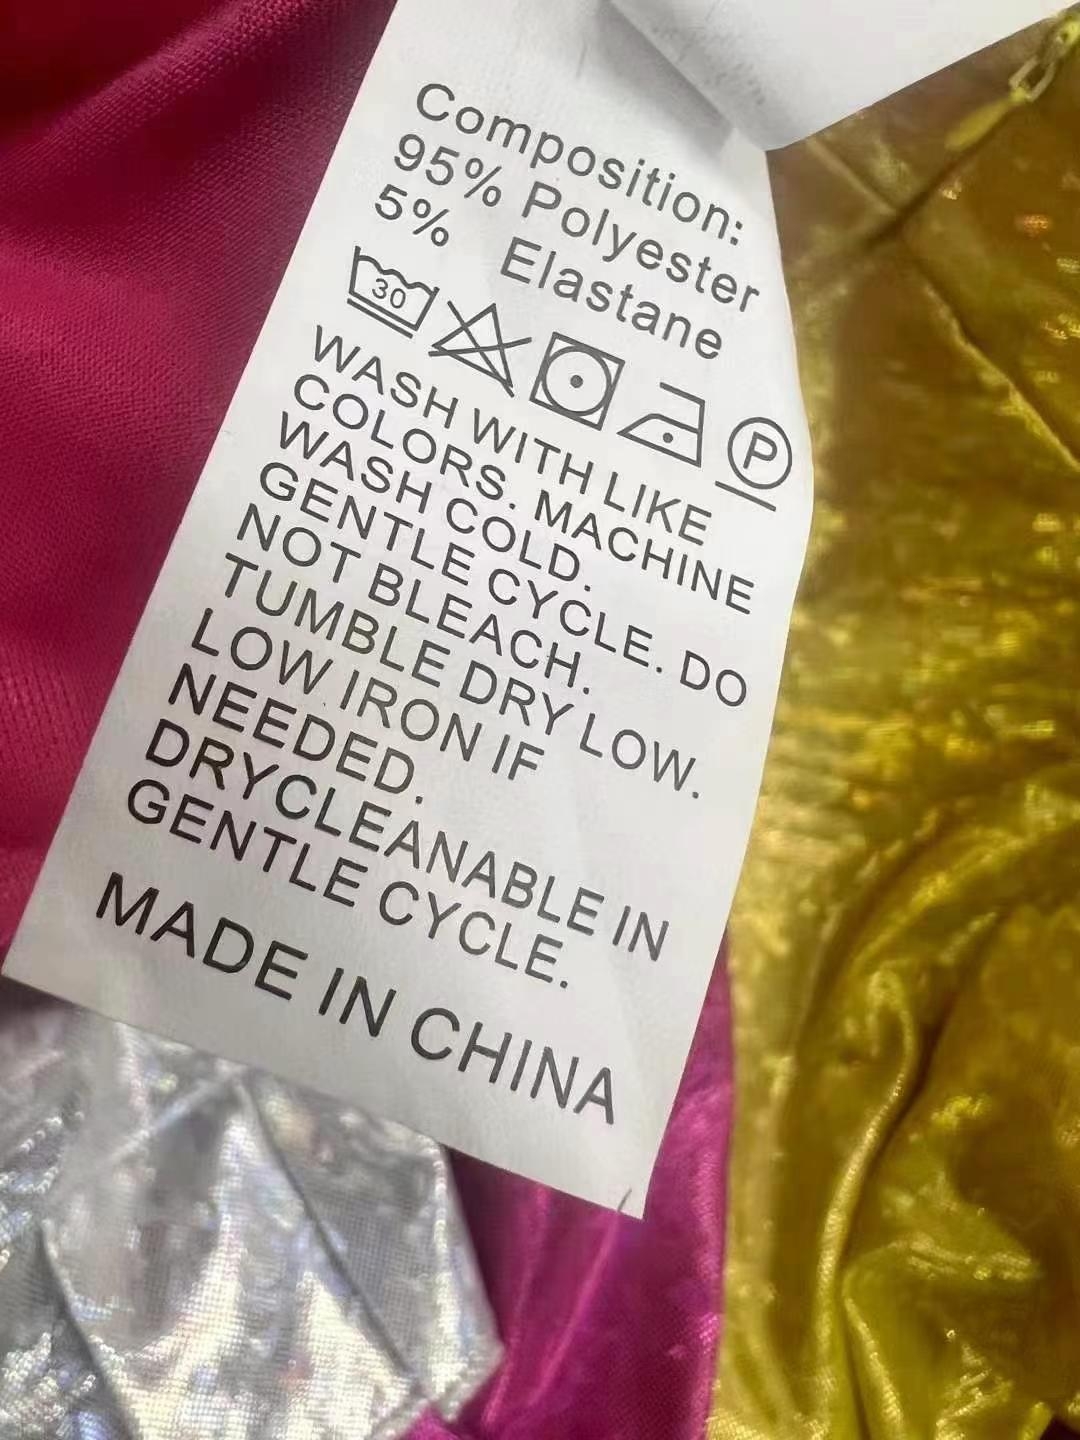 Composition:
95% Polyester
5% Elastane
30
P
WASH WITH LIKE
COLORS. MACHINE
WASH COLD.
GENTLE CYCLE. DO
NOT BLEACH.
TUMBLE DRY LOW.
LOW IRON IF
NEEDED.
DRYCLEANABLE IN
GENTLE CYCLE.
MADE IN CHINA